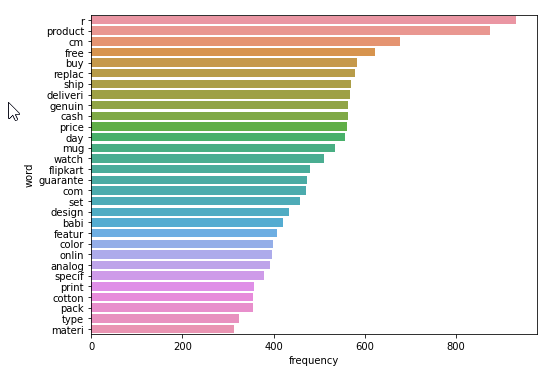 r
product
cm
free
buy
replac
ship
deliveri
genuin
cash
price
day
mug
watch
flipkart
guarante
com
set
design
babi
featur
color
onlin
analog
specif
print
cotton
pack
type
materi
word
0 200 400 600 800
frequency